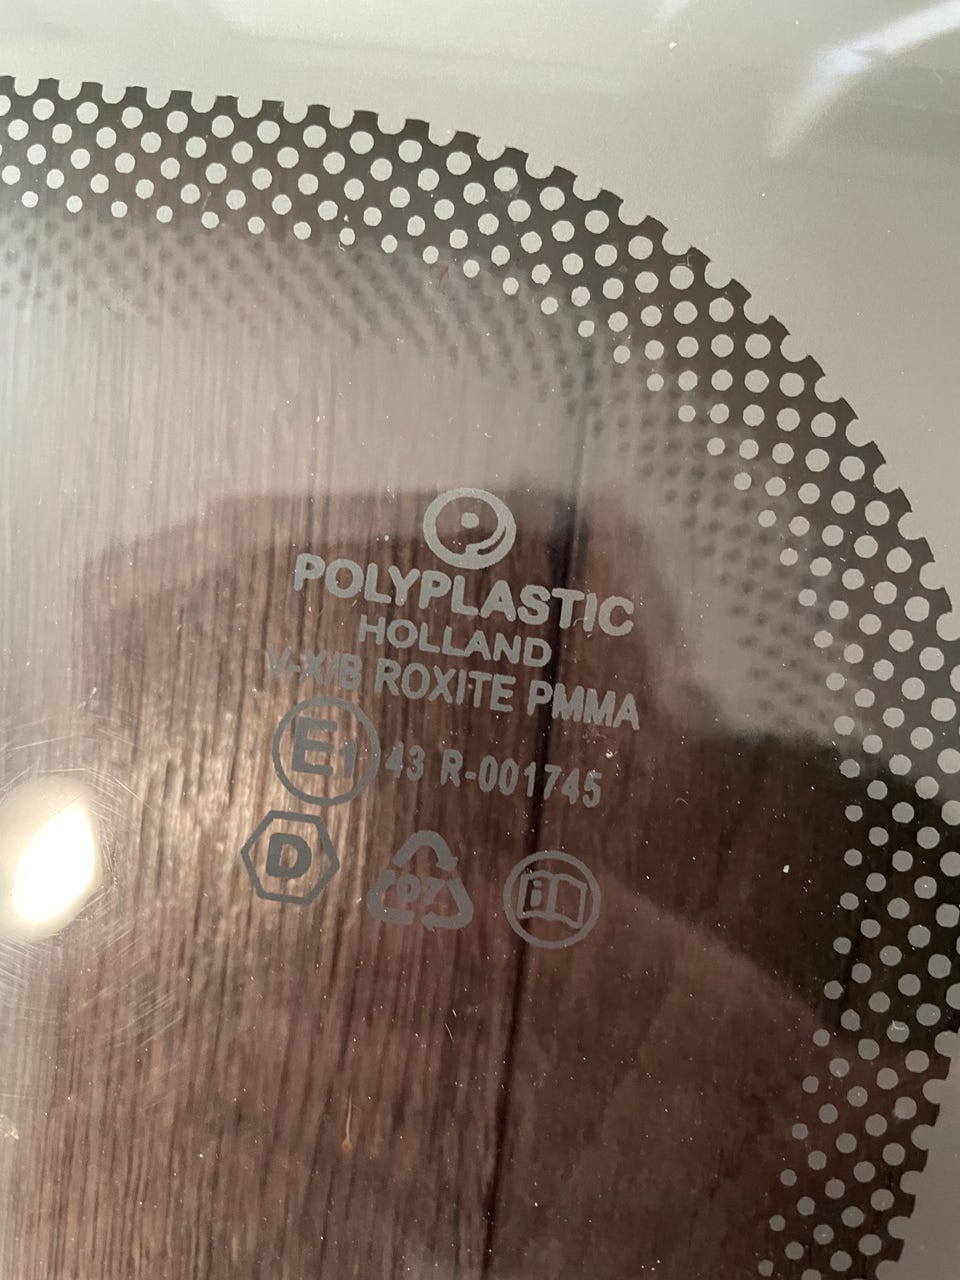 POLYPLASTIC
HOLLAND
V-X/B ROXITE PMMA
E1 43 R-001745
D 07 i